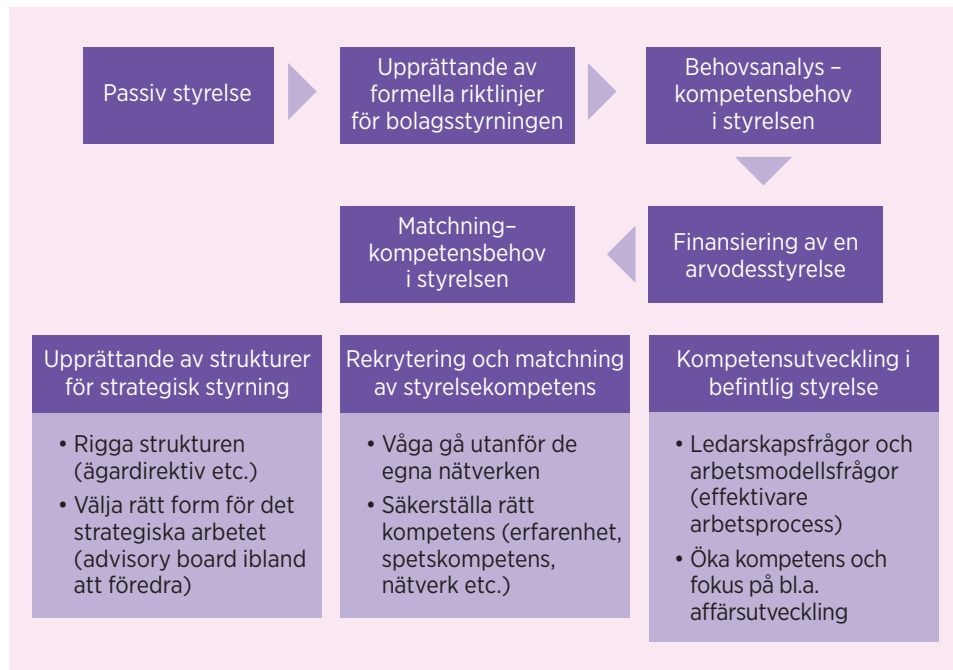 Passiv styrelse
Upprättande av
formella riktlinjer
för bolagsstyrningen
Behovsanalys –
kompetensbehov
i styrelsen
Finansiering av en
arvodesstyrelse
Matchning–
kompetensbehov
i styrelsen
Upprättande av strukturer
för strategisk styrning
• Rigga strukturen
(ägardirektiv etc.)
• Välja rätt form för det
strategiska arbetet
(advisory board ibland
att föredra)
Rekrytering och matchning
av styrelsekompetens
• Våga gå utanför de
egna nätverken
• Säkerställa rätt
kompetens (erfarenhet,
spetskompetens,
nätverk etc.)
Kompetensutveckling i
befintlig styrelse
• Ledarskapsfrågor och
arbetsmodellsfrågor
(effektivare
arbetsprocess)
• Öka kompetens och
fokus på bl.a.
affärsutveckling